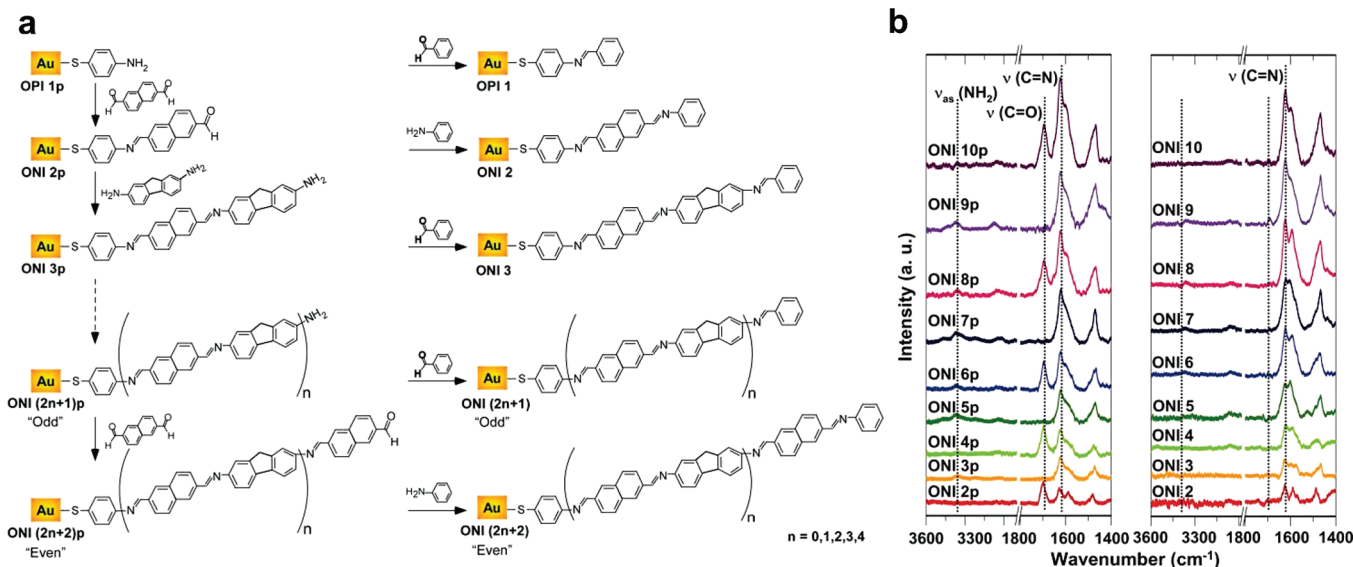 a
Au
S
NH2
OPI 1p
O
H
Au
S
N
OPI 1
O
H
O
H
Au
S
N
O
H
ONI 2p
H2N
Au
S
N
N
ONI 2
H2N
NH2
Au
S
N
N
NH2
ONI 3p
O
H
Au
S
N
N
N
ONI 3
Au
S
N
N
NH2
n
ONI (2n+1)p
"Odd"
O
H
Au
S
N
N
N
n
ONI (2n+1)
"Odd"
O
H
O
H
Au
S
N
N
N
O
H
n
ONI (2n+2)p
"Even"
H2N
Au
S
N
N
N
N
n
ONI (2n+2)
"Even"
n = 0,1,2,3,4
b
Intensity (a. u.)
νas (NH2)
ν (C=O)
ν (C=N)
ONI 10p
ONI 9p
ONI 8p
ONI 7p
ONI 6p
ONI 5p
ONI 4p
ONI 3p
ONI 2p
3600 3300 1800 1600 1400
ν (C=N)
ONI 10
ONI 9
ONI 8
ONI 7
ONI 6
ONI 5
ONI 4
ONI 3
ONI 2
3600 3300 1800 1600 1400
Wavenumber (cm-1)